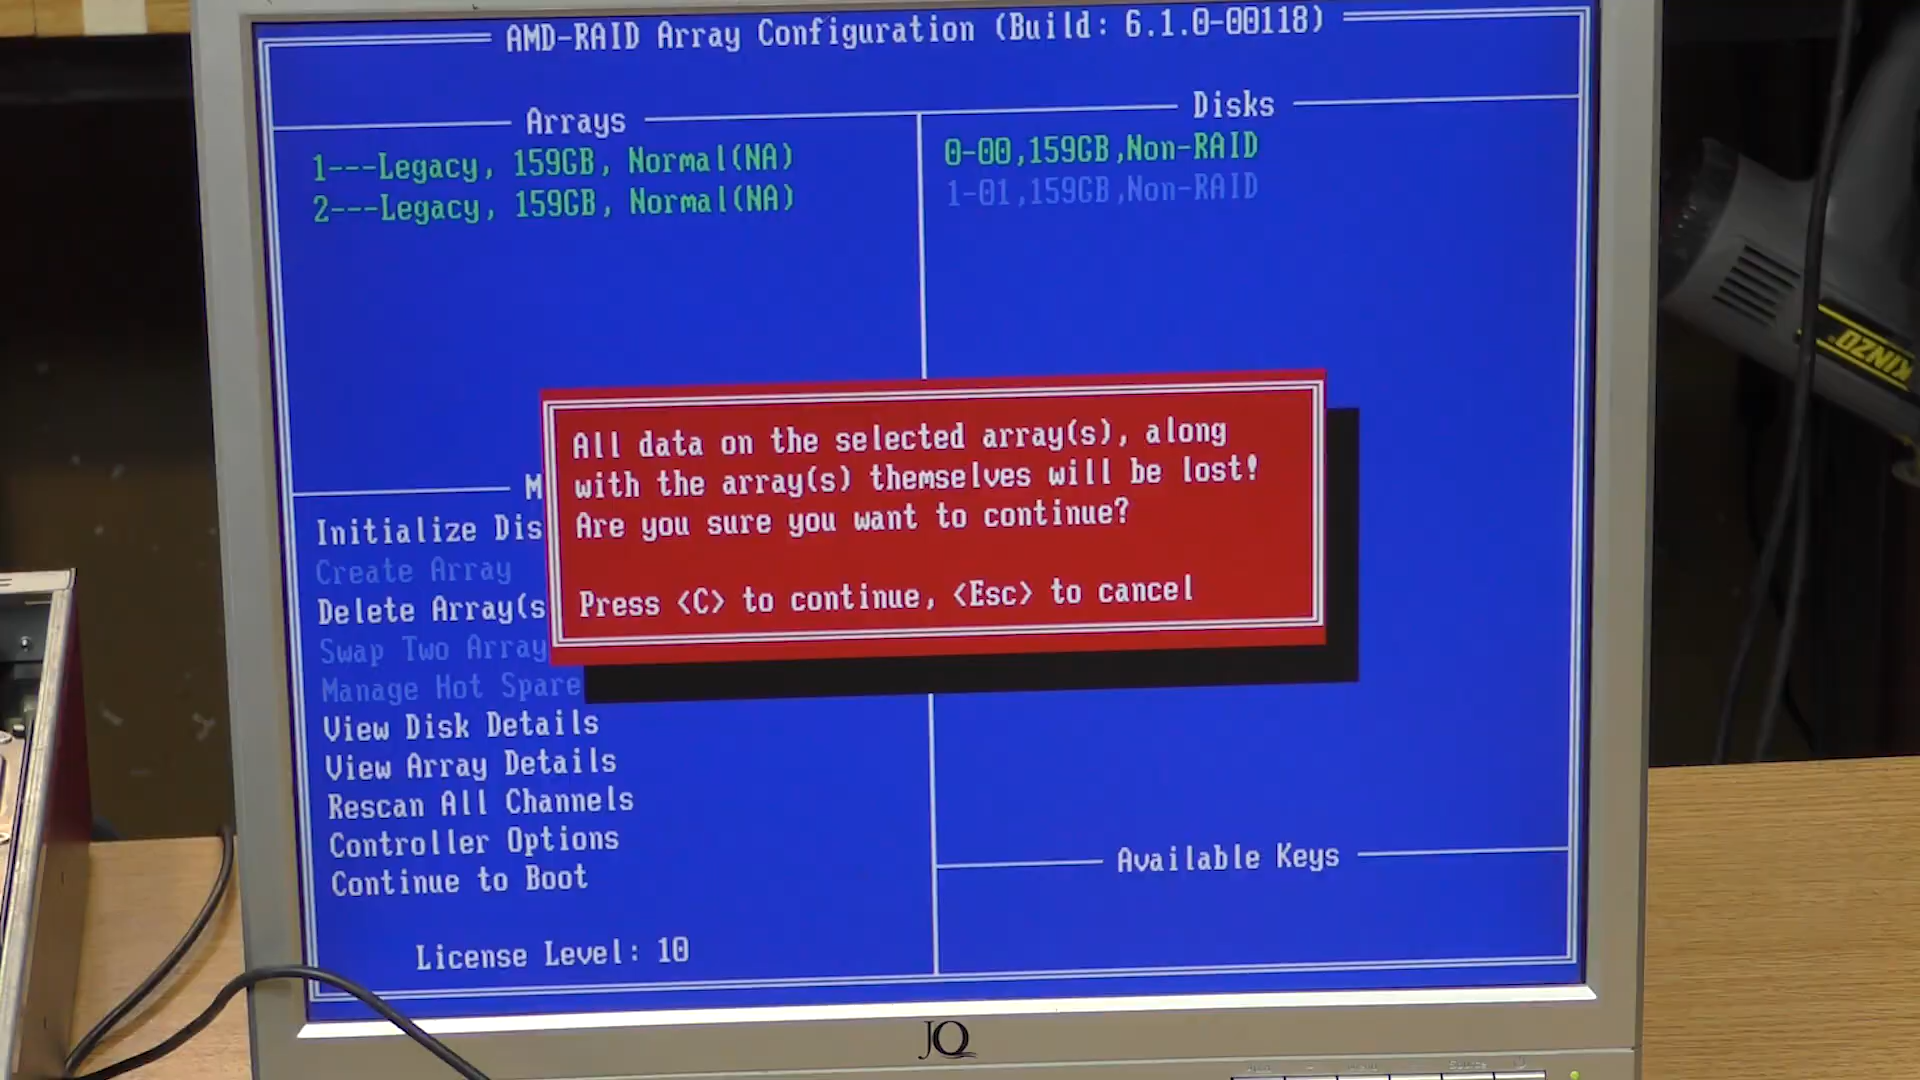 AMD-RAID Array Configuration (Build: 6.1.0-00118)
Arrays
1---Legacy, 159GB, Normal(NA)
2---Legacy, 159GB, Normal(NA)
Disks
0-00,159GB,Non-RAID
1-01,159GB,Non-RAID
All data on the selected array(s), along
with the array(s) themselves will be lost!
Are you sure you want to continue?
Press <C> to continue, <Esc> to cancel
M
Initialize Dis
Create Array
Delete Array(s
Swap Two Array
Manage Hot Spare
View Disk Details
View Array Details
Rescan All Channels
Controller Options
Continue to Boot
License Level: 10
Available Keys
JQ
KINZO